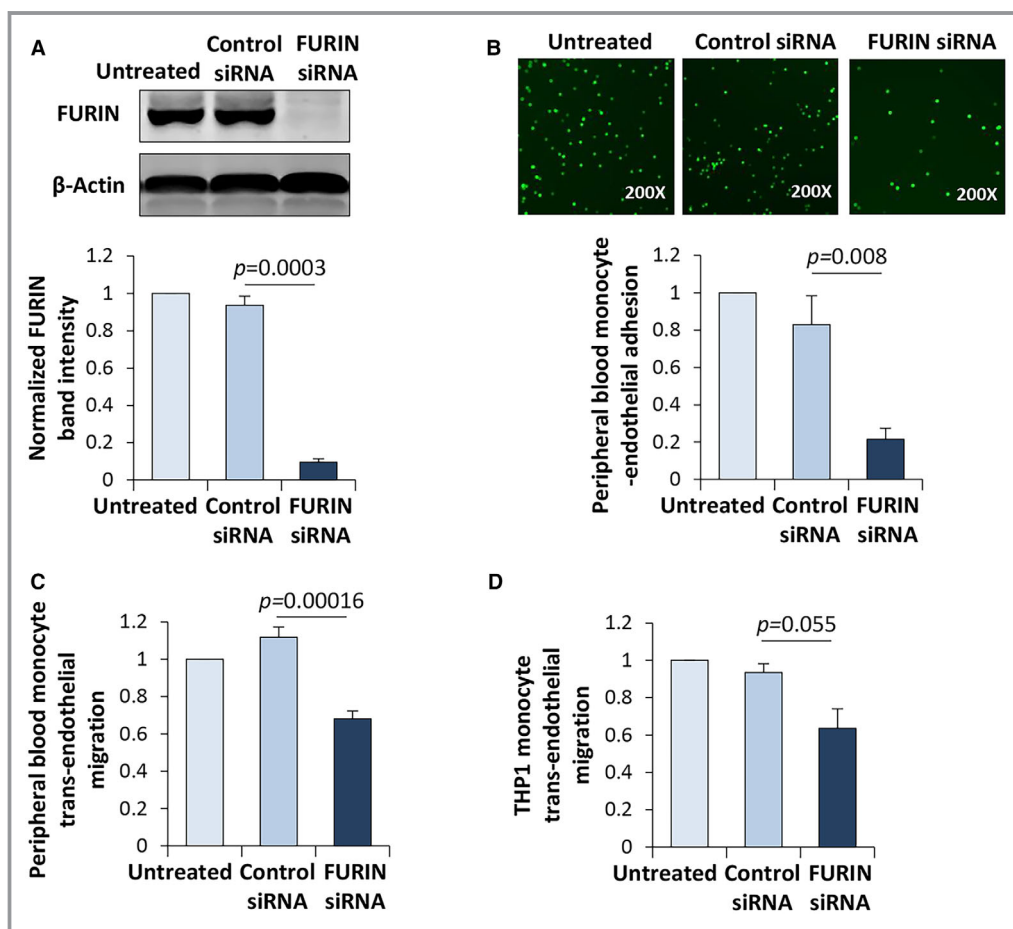 A
Untreated
Control
siRNA
FURIN
siRNA
FURIN
β-Actin
Normalized FURIN
band intensity
1.2
1
0.8
0.6
0.4
0.2
0
p=0.0003
Untreated
Control
siRNA
FURIN
siRNA
B
Untreated
Control siRNA
FURIN siRNA
200X
200X
200X
Peripheral blood monocyte
-endothelial adhesion
1.2
1
0.8
0.6
0.4
0.2
0
p=0.008
Untreated
Control
siRNA
FURIN
siRNA
C
Peripheral blood monocyte
trans-endothelial
migration
1.2
1
0.8
0.6
0.4
0.2
0
p=0.00016
Untreated
Control
siRNA
FURIN
siRNA
D
THP1 monocyte
trans-endothelial
migration
1.2
1
0.8
0.6
0.4
0.2
0
p=0.055
Untreated
Control
siRNA
FURIN
siRNA